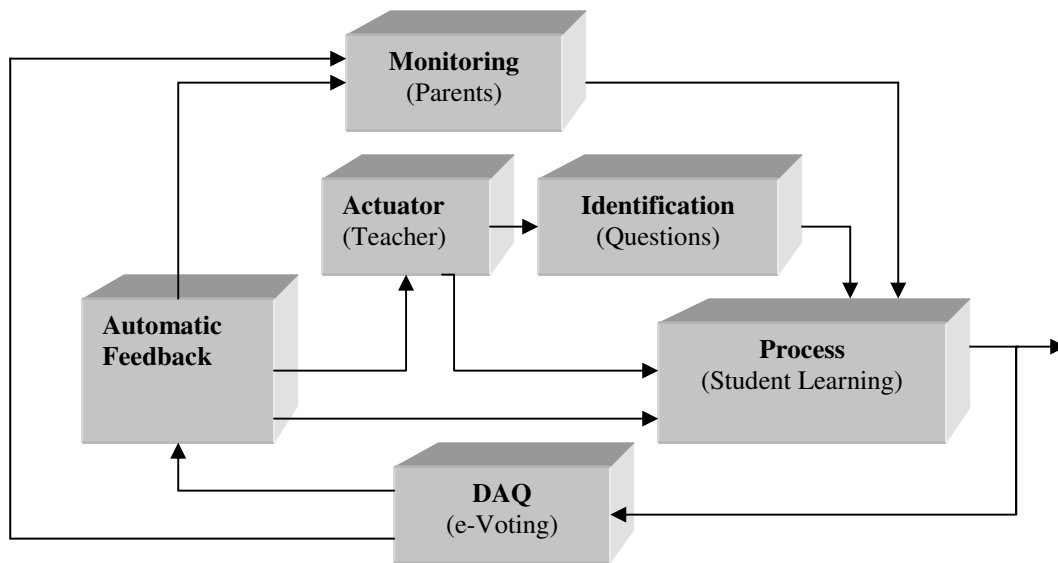 Monitoring
(Parents)
Actuator
(Teacher)
Identification
(Questions)
Automatic
Feedback
Process
(Student Learning)
DAQ
(e-Voting)